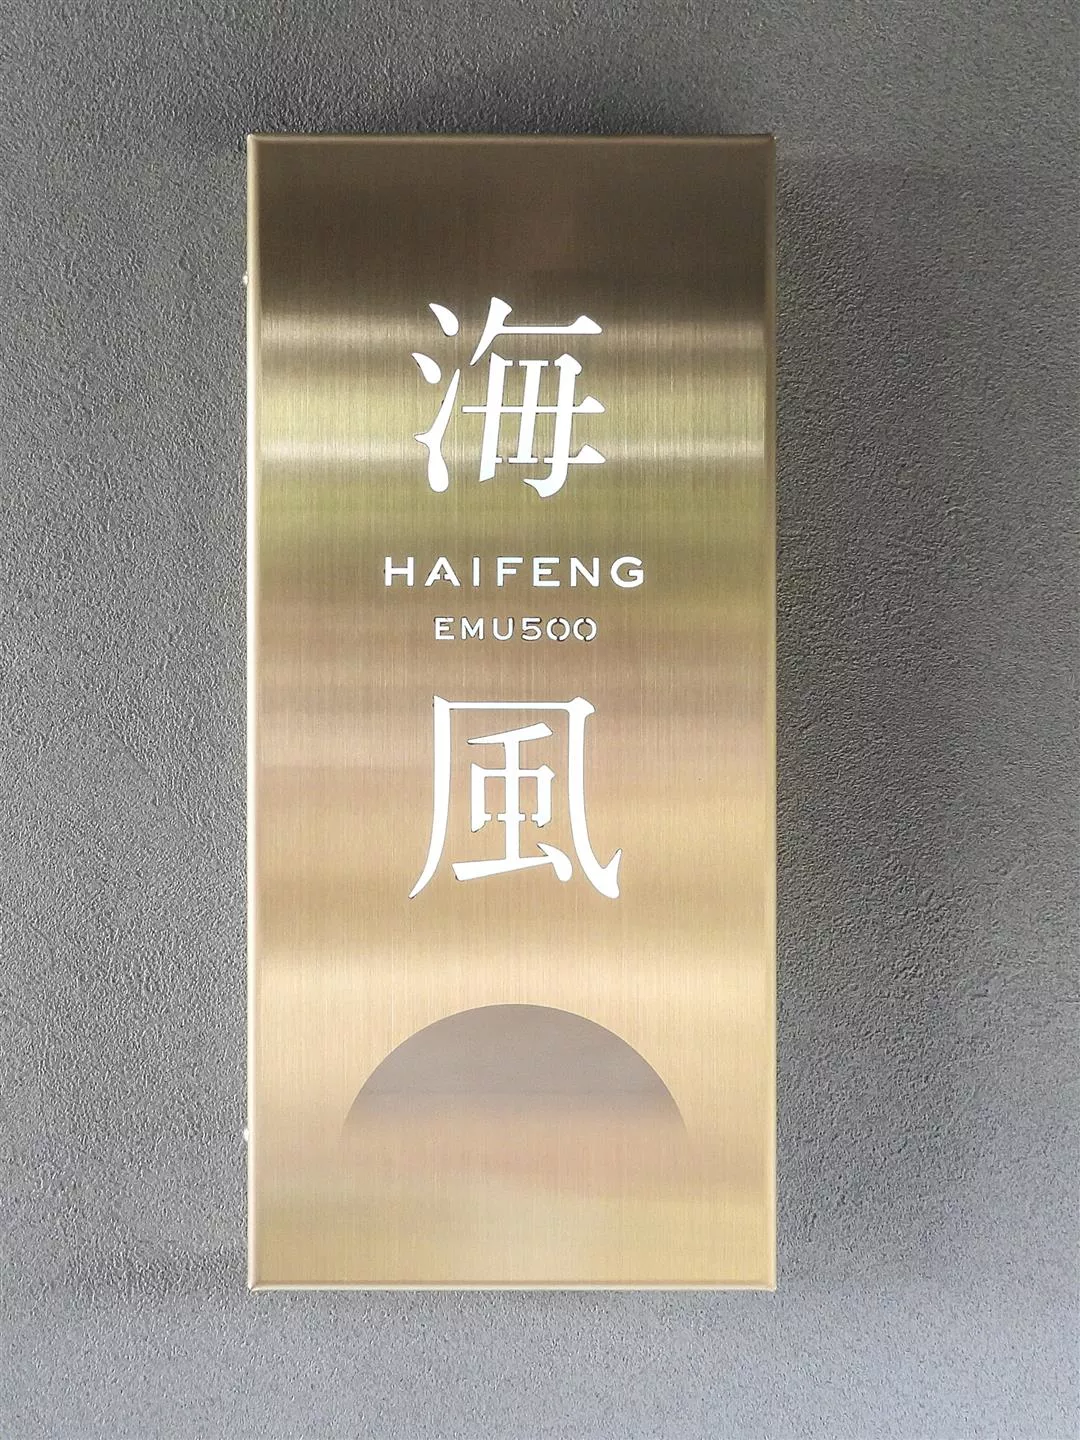 海
HAIFENG
EMU500
風